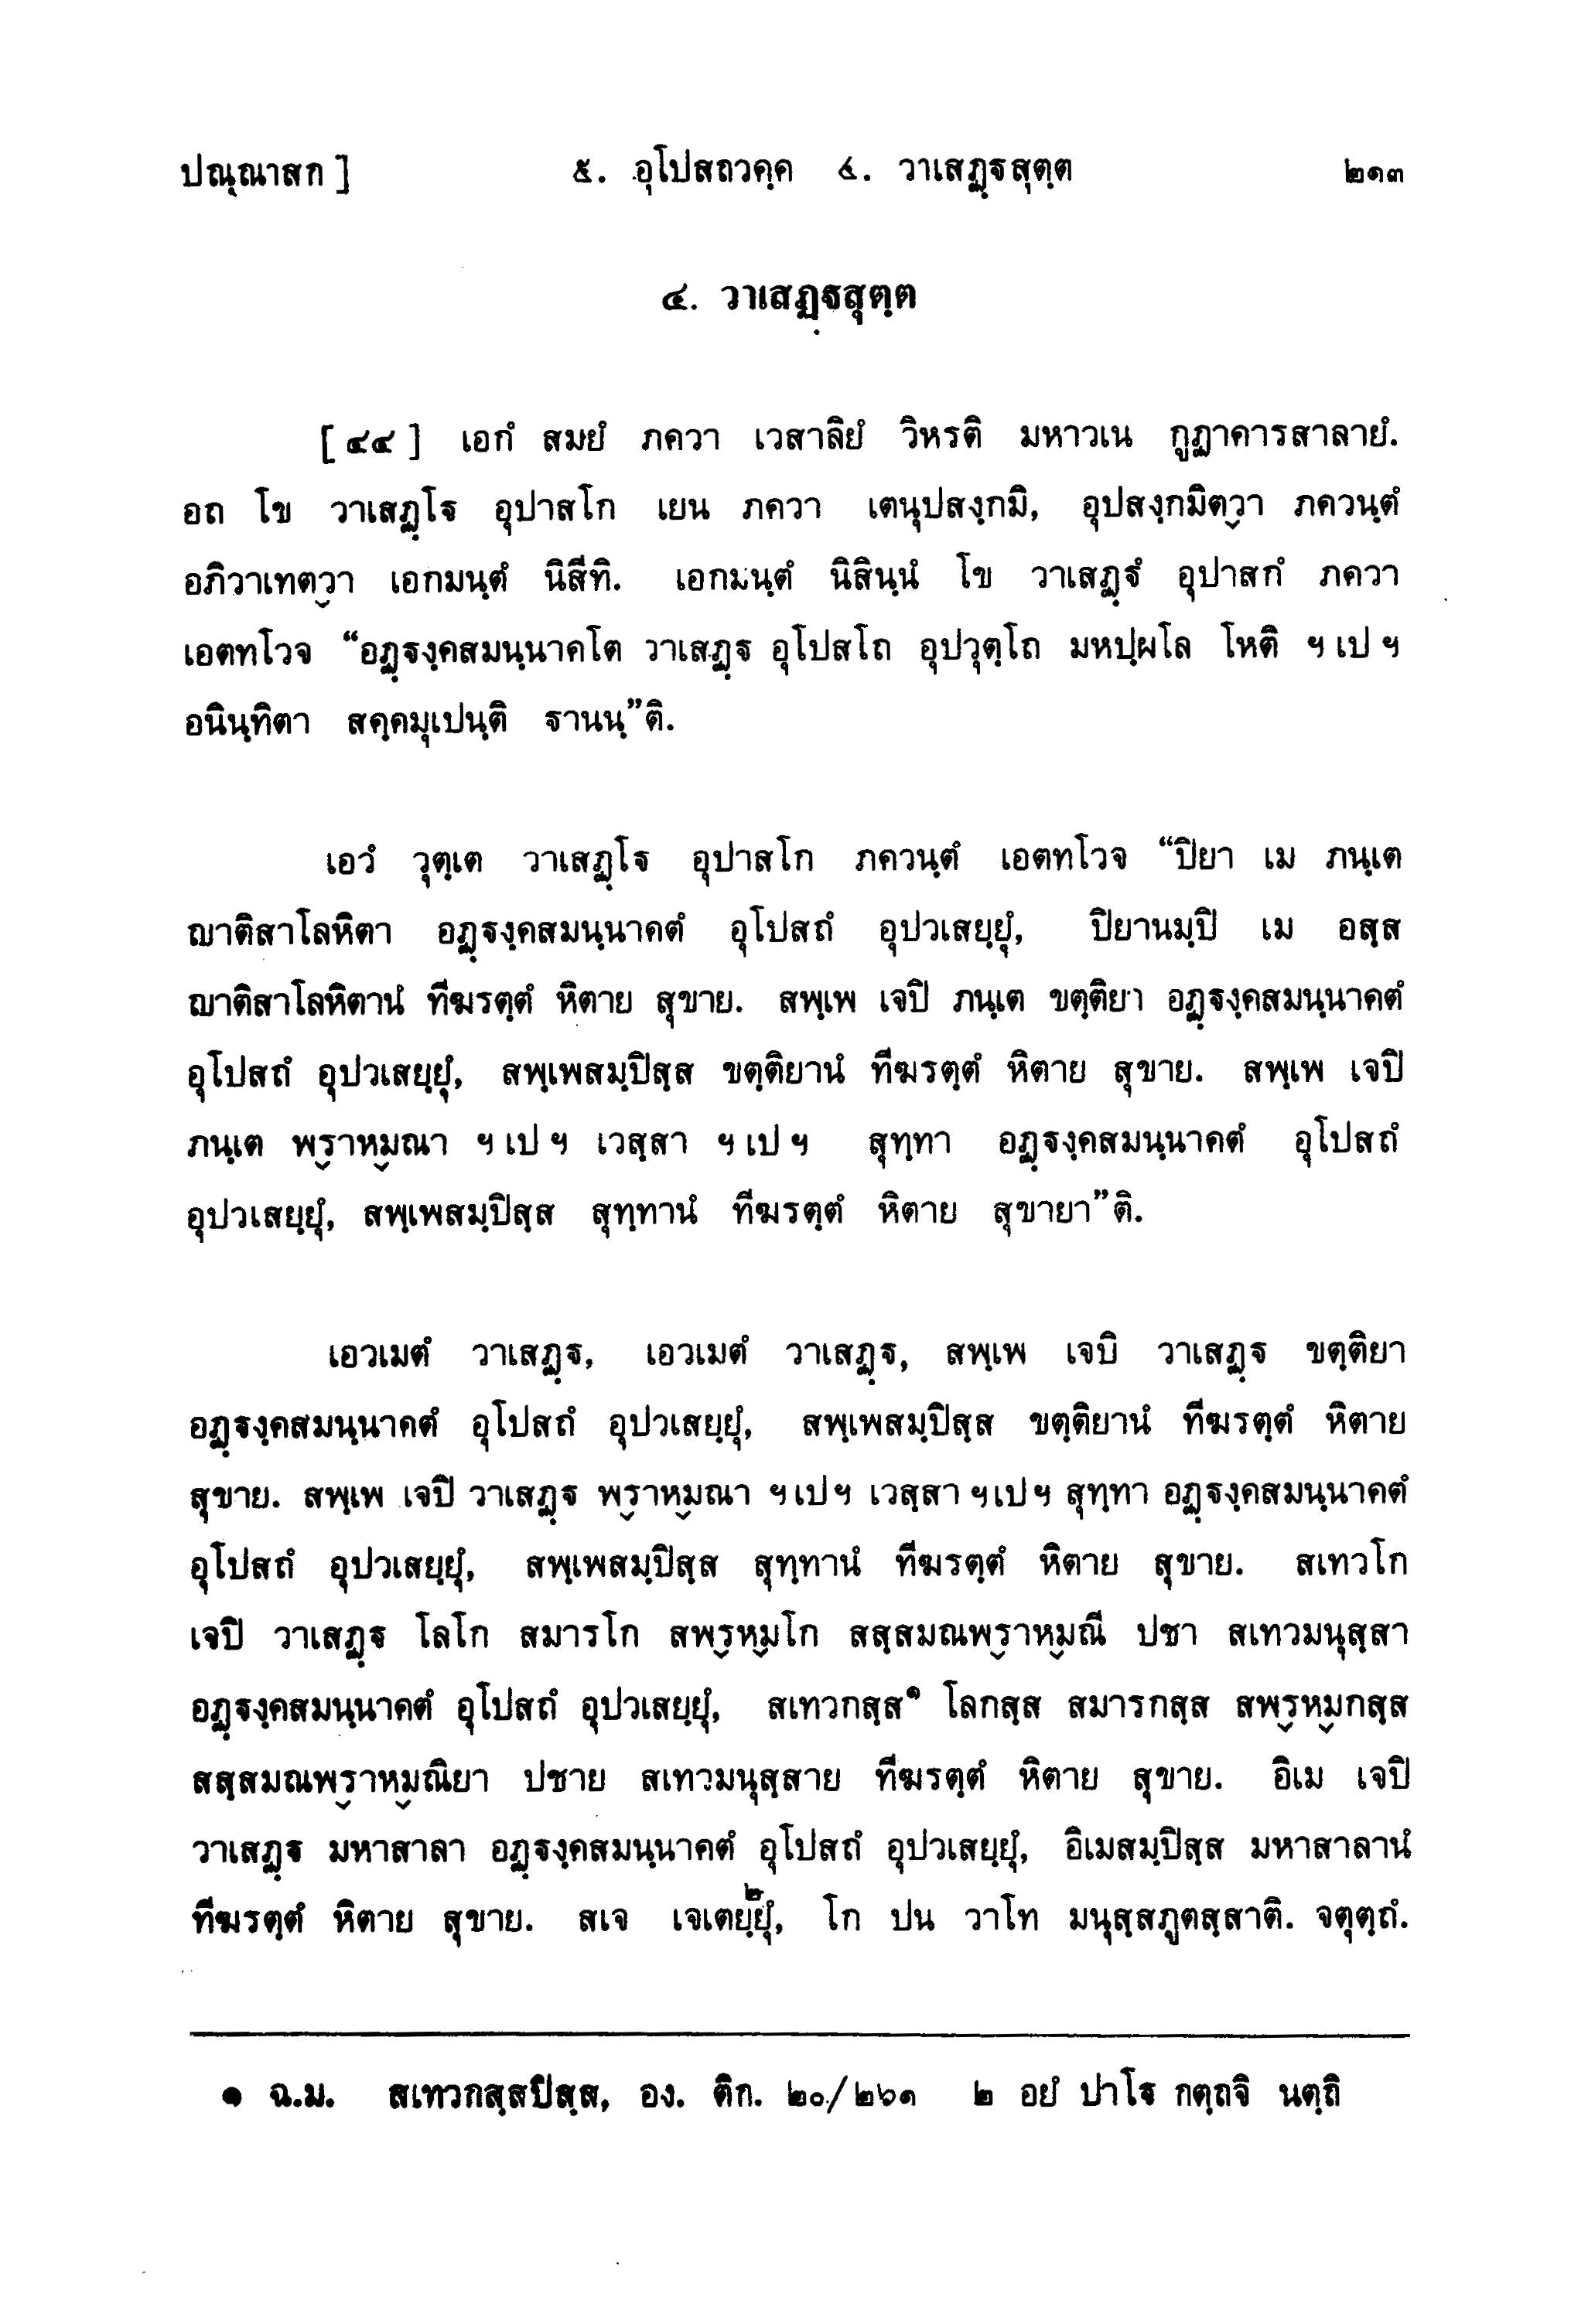 ปณฺณาสก ] ๕. อุโปสถวคฺค ๔. วาเสฏฺฐสุตฺต ๒๑๓
๔. วาเสฏฺฐสุตฺต
[ ๔๔ ] เอกํ สมยํ ภควา เวสาลิยํ วิหรติ มหาวเน กูฏาคารสาลายํ.
อถ โข วาเสฏฺโฐ อุปาสโก เยน ภควา เตนุปสงฺกมิ, อุปสงฺกมิตฺวา ภควนฺตํ
อภิวาเทตฺวา เอกมนฺตํ นิสีทิ. เอกมนฺตํ นิสินฺนํ โข วาเสฏฺฐํ อุปาสกํ ภควา
เอตทโวจ “อฏฺฐงฺคสมนฺนาคโต วาเสฏฺฐ อุโปสโถ อุปวุตฺโถ มหปฺผโล โหติ ฯ เป ฯ
อนินฺทิตา สคฺคมุเปนฺติ ฐานนฺ”ติ.
เอวํ วุตฺเต วาเสฏฺโฐ อุปาสโก ภควนฺตํ เอตทโวจ “ปิยา เม ภนฺเต
ญาติสาโลหิตา อฏฺฐงฺคสมนฺนาคตํ อุโปสถํ อุปวเสยฺยุํ, ปิยานมฺปิ เม อสฺส
ญาติสาโลหิตานํ ทีฆรตฺตํ หิตาย สุขาย. สพฺเพ เจปิ ภนฺเต ขตฺติยา อฏฺฐงฺคสมนฺนาคตํ
อุโปสถํ อุปวเสยฺยุํ, สพฺเพสมฺปิสฺส ขตฺติยานํ ทีฆรตฺตํ หิตาย สุขาย. สพฺเพ เจปิ
ภนฺเต พฺราหฺมณา ฯ เป ฯ เวสฺสา ฯ เป ฯ สุทฺทา อฏฺฐงฺคสมนฺนาคตํ อุโปสถํ
อุปวเสยฺยุํ, สพฺเพสมฺปิสฺส สุทฺทานํ ทีฆรตฺตํ หิตาย สุขายา”ติ.
เอวเมตํ วาเสฏฺฐ, เอวเมตํ วาเสฏฺฐ, สพฺเพ เจบิ วาเสฏฺฐ ขตฺติยา
อฏฺฐงฺคสมนฺนาคตํ อุโปสถํ อุปวเสยฺยุํ, สพฺเพสมฺปิสฺส ขตฺติยานํ ทีฆรตฺตํ หิตาย
สุขาย. สพฺเพ เจปิ วาเสฏฺฐ พฺราหฺมณา ฯ เป ฯ เวสฺสา ฯ เป ฯ สุทฺทา อฏฺฐงฺคสมนฺนาคตํ
อุโปสถํ อุปวเสยฺยุํ, สพฺเพสมฺปิสฺส สุทฺทานํ ทีฆรตฺตํ หิตาย สุขาย. สเทวโก
เจปิ วาเสฏฺฐ โลโก สมารโก สพฺรหฺมโก สสฺสมณพฺราหฺมณี ปชา สเทวมนุสฺสา
อฏฺฐงฺคสมนฺนาคตํ อุโปสถํ อุปวเสยฺยุํ, สเทวกสฺส๑ โลกสฺส สมารกสฺส สพฺรหฺมกสฺส
สสฺสมณพฺราหฺมณิยา ปชาย สเทวมนุสฺสาย ทีฆรตฺตํ หิตาย สุขาย. อิเม เจปิ
วาเสฏฺฐ มหาสาลา อฏฺฐงฺคสมนฺนาคตํ อุโปสถํ อุปวเสยฺยุํ, อิเมสมฺปิสฺส มหาสาลานํ
ทีฆรตฺตํ หิตาย สุขาย. สเจ เจเตยฺยุํ๒, โก ปน วาโท มนุสฺสภูตสฺสาติ. จตุตฺถํ.
๑ ฉ.ม. สเทวกสฺสปิสฺส, อง. ติก. ๒๐/๒๖๑ ๒ อยํ ปาโฐ กตฺถจิ นตฺถิ